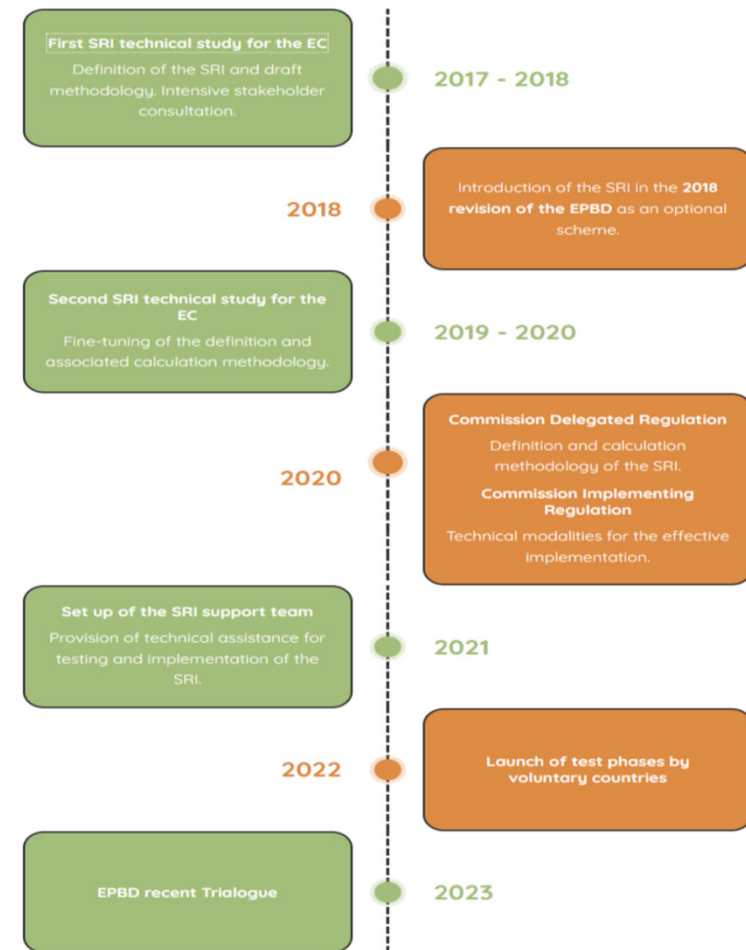 First SRI technical study for the EC
Definition of the SRI and draft
methodology. Intensive stakeholder
consultation.
2017 - 2018
2018
Introduction of the SRI in the 2018
revision of the EPBD as an optional
scheme.
Second SRI technical study for the
EC
Fine-tuning of the definition and
associated calculation methodology.
2019 - 2020
2020
Commission Delegated Regulation
Definition and calculation
methodology of the SRI.
Commission Implementing
Regulation
Technical modalities for the effective
implementation.
Set up of the SRI support team
Provision of technical assistance for
testing and implementation of the
SRI.
2021
2022
Launch of test phases by
voluntary countries
EPBD recent Trialogue
2023